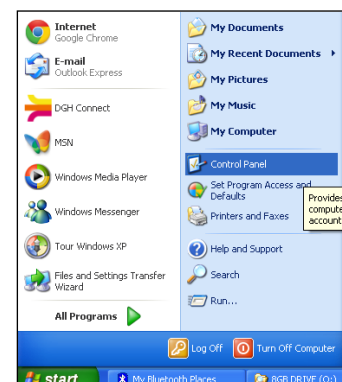 Internet
Google Chrome
E-mail
Outlook Express
DGH Connect
MSN
Windows Media Player
Windows Messenger
Tour Windows XP
Files and Settings Transfer
Wizard
All Programs
My Documents
My Recent Documents
My Pictures
My Music
My Computer
Control Panel
Set Program Access and
Defaults
Printers and Faxes
Provides
compute
account
Help and Support
Search
Run...
Log Off
Turn Off Computer
start
My Bluetooth Places
8GB DRIVE (O:)